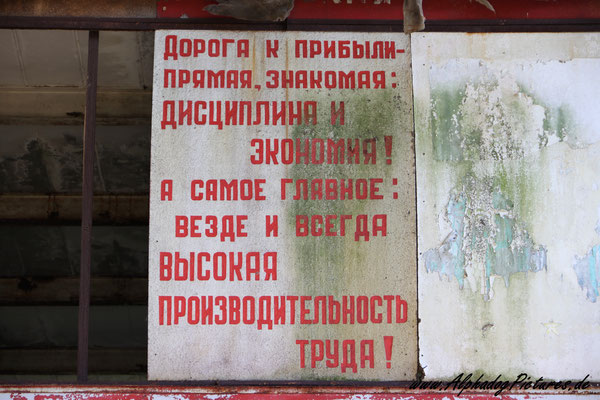 ДОРОГА К ПРИБЫЛИ-
ПРЯМАЯ, ЗНАКОМАЯ:
ДИСЦИПЛИНА И
ЭКОНОМИЯ!
А САМОЕ ГЛАВНОЕ:
ВЕЗДЕ И ВСЕГДА
ВЫСОКАЯ
ПРОИЗВОДИТЕЛЬНОСТЬ
ТРУДА!
www.AlphadogPictures.de